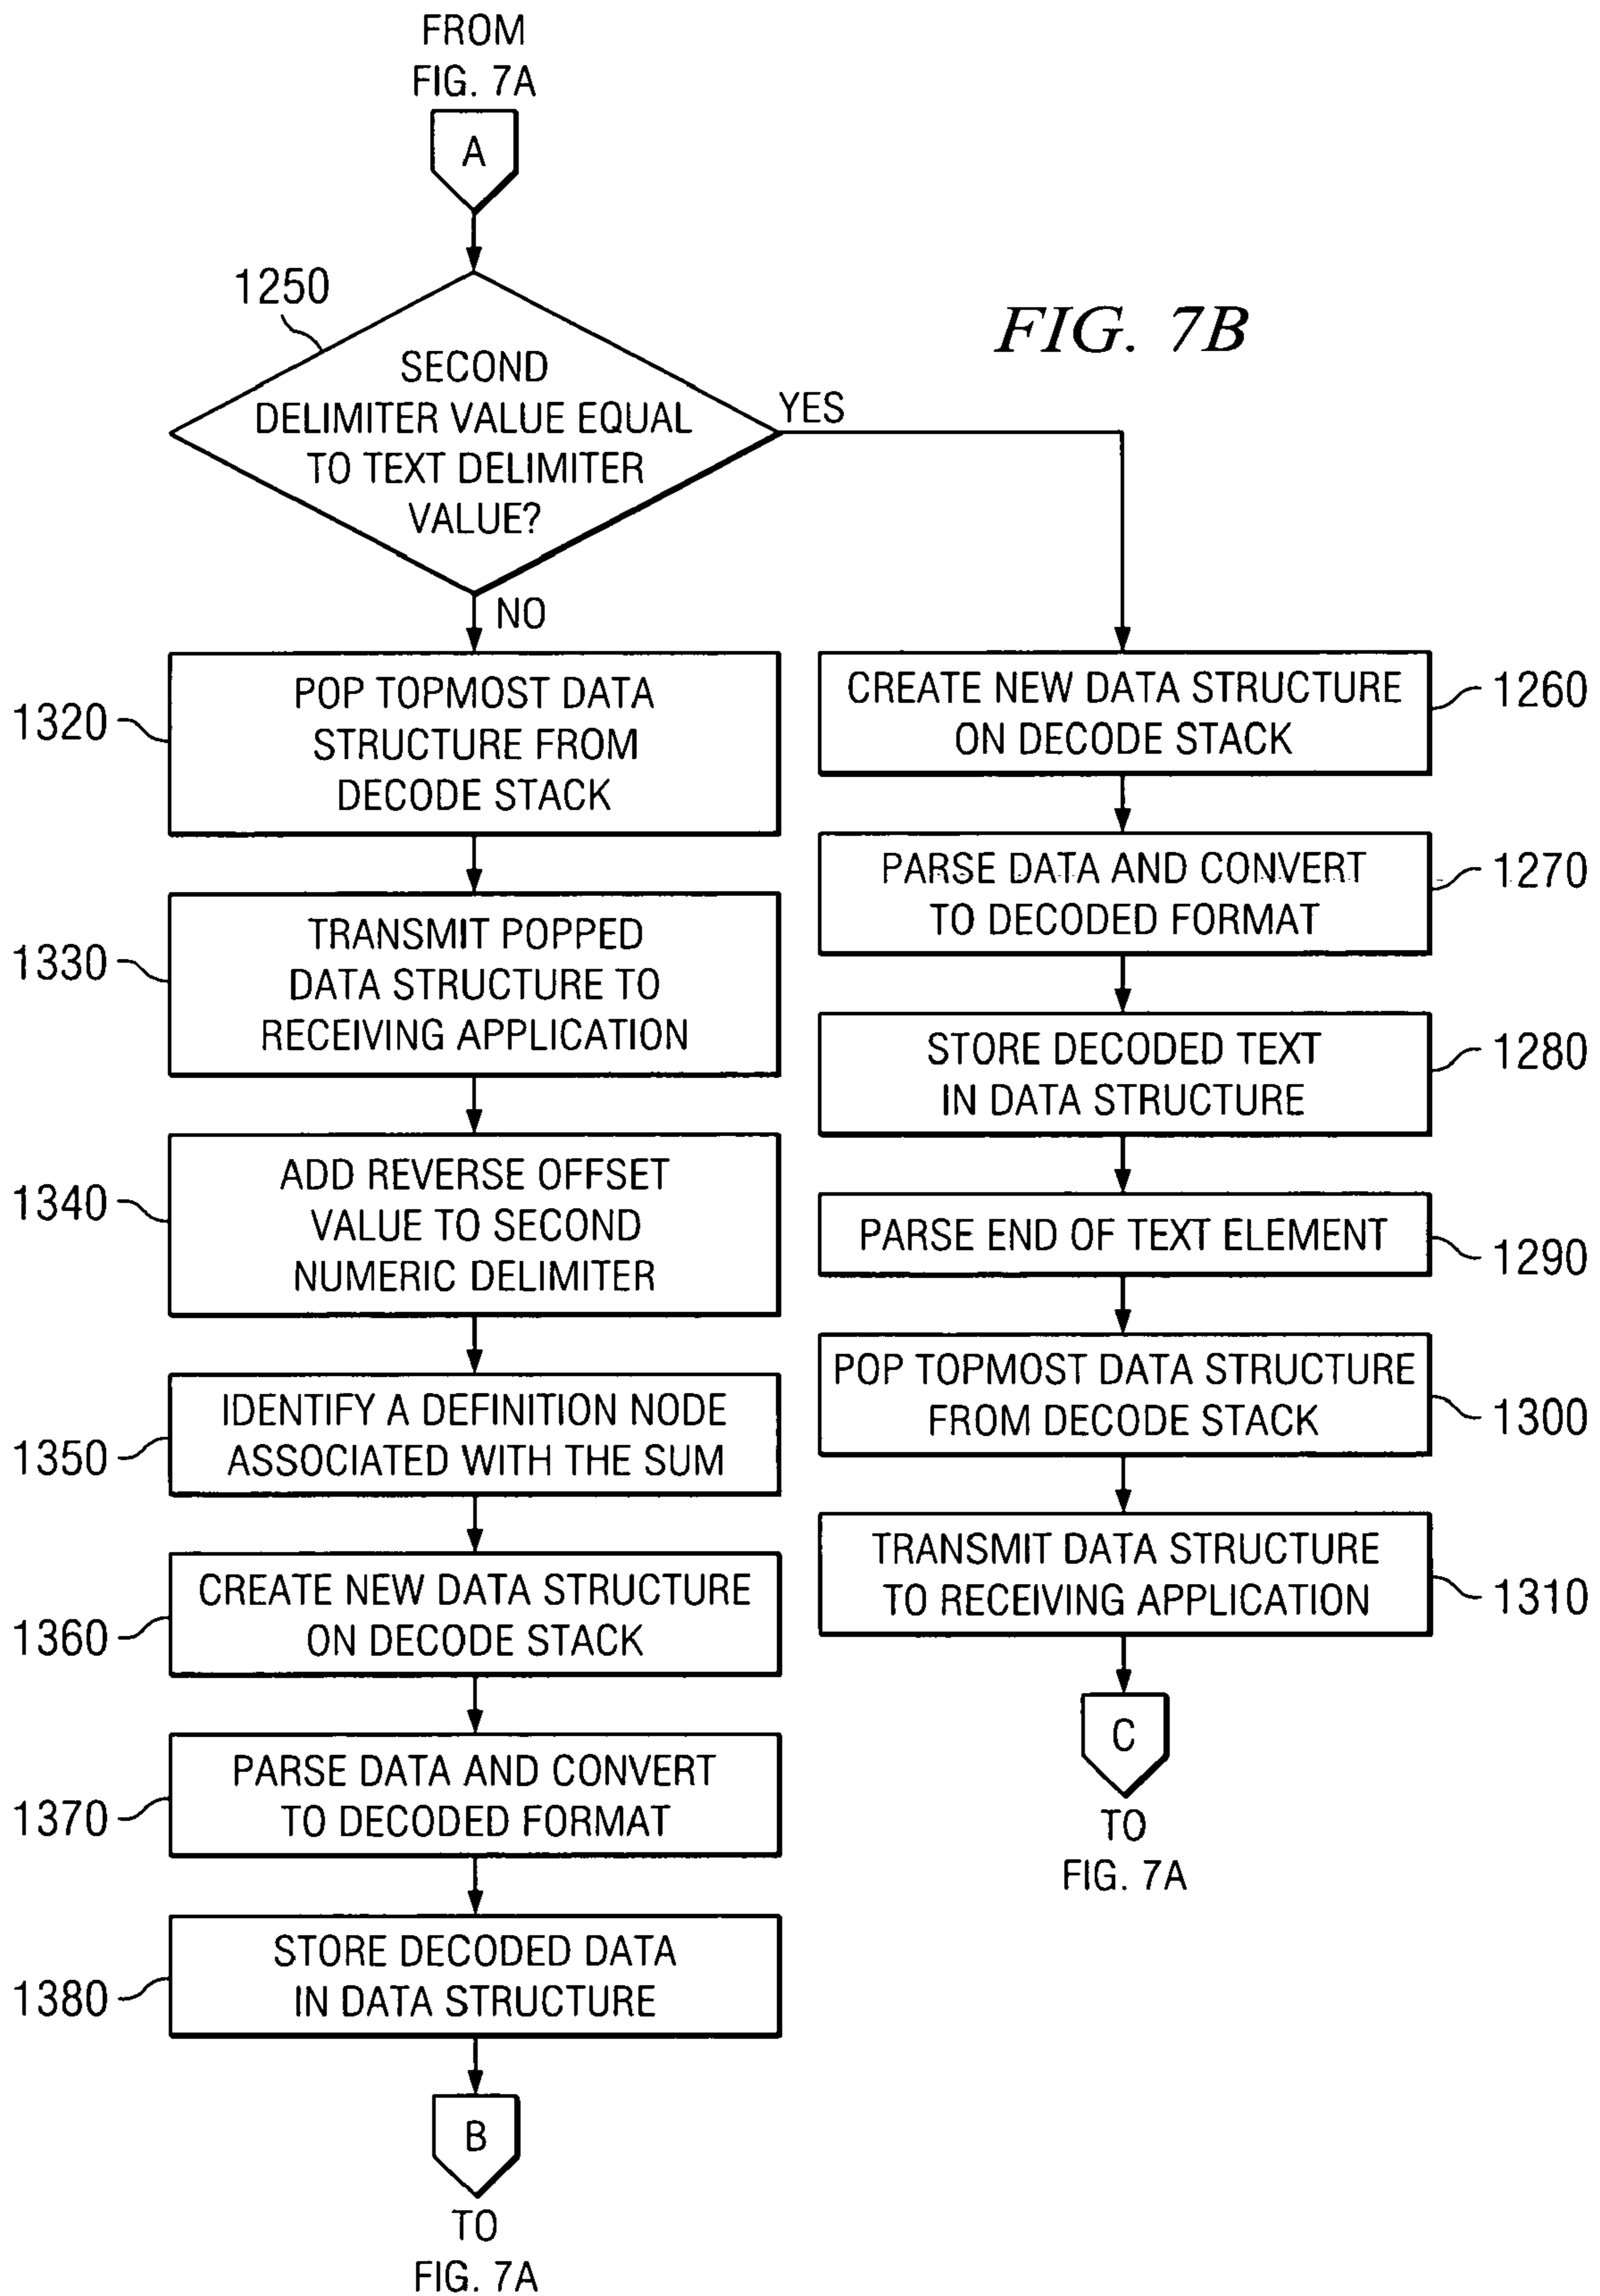 FROM
FIG. 7A
A
1250
FIG. 7B
SECOND
DELIMITER VALUE EQUAL
TO TEXT DELIMITER
VALUE?
YES
NO
1320
POP TOPMOST DATA
STRUCTURE FROM
DECODE STACK
1330
TRANSMIT POPPED
DATA STRUCTURE TO
RECEIVING APPLICATION
1340
ADD REVERSE OFFSET
VALUE TO SECOND
NUMERIC DELIMITER
1350
IDENTIFY A DEFINITION NODE
ASSOCIATED WITH THE SUM
1360
CREATE NEW DATA STRUCTURE
ON DECODE STACK
1370
PARSE DATA AND CONVERT
TO DECODED FORMAT
1380
STORE DECODED DATA
IN DATA STRUCTURE
B
TO
FIG. 7A
CREATE NEW DATA STRUCTURE
ON DECODE STACK
1260
PARSE DATA AND CONVERT
TO DECODED FORMAT
1270
STORE DECODED TEXT
IN DATA STRUCTURE
1280
PARSE END OF TEXT ELEMENT
1290
POP TOPMOST DATA STRUCTURE
FROM DECODE STACK
1300
TRANSMIT DATA STRUCTURE
TO RECEIVING APPLICATION
1310
C
TO
FIG. 7A